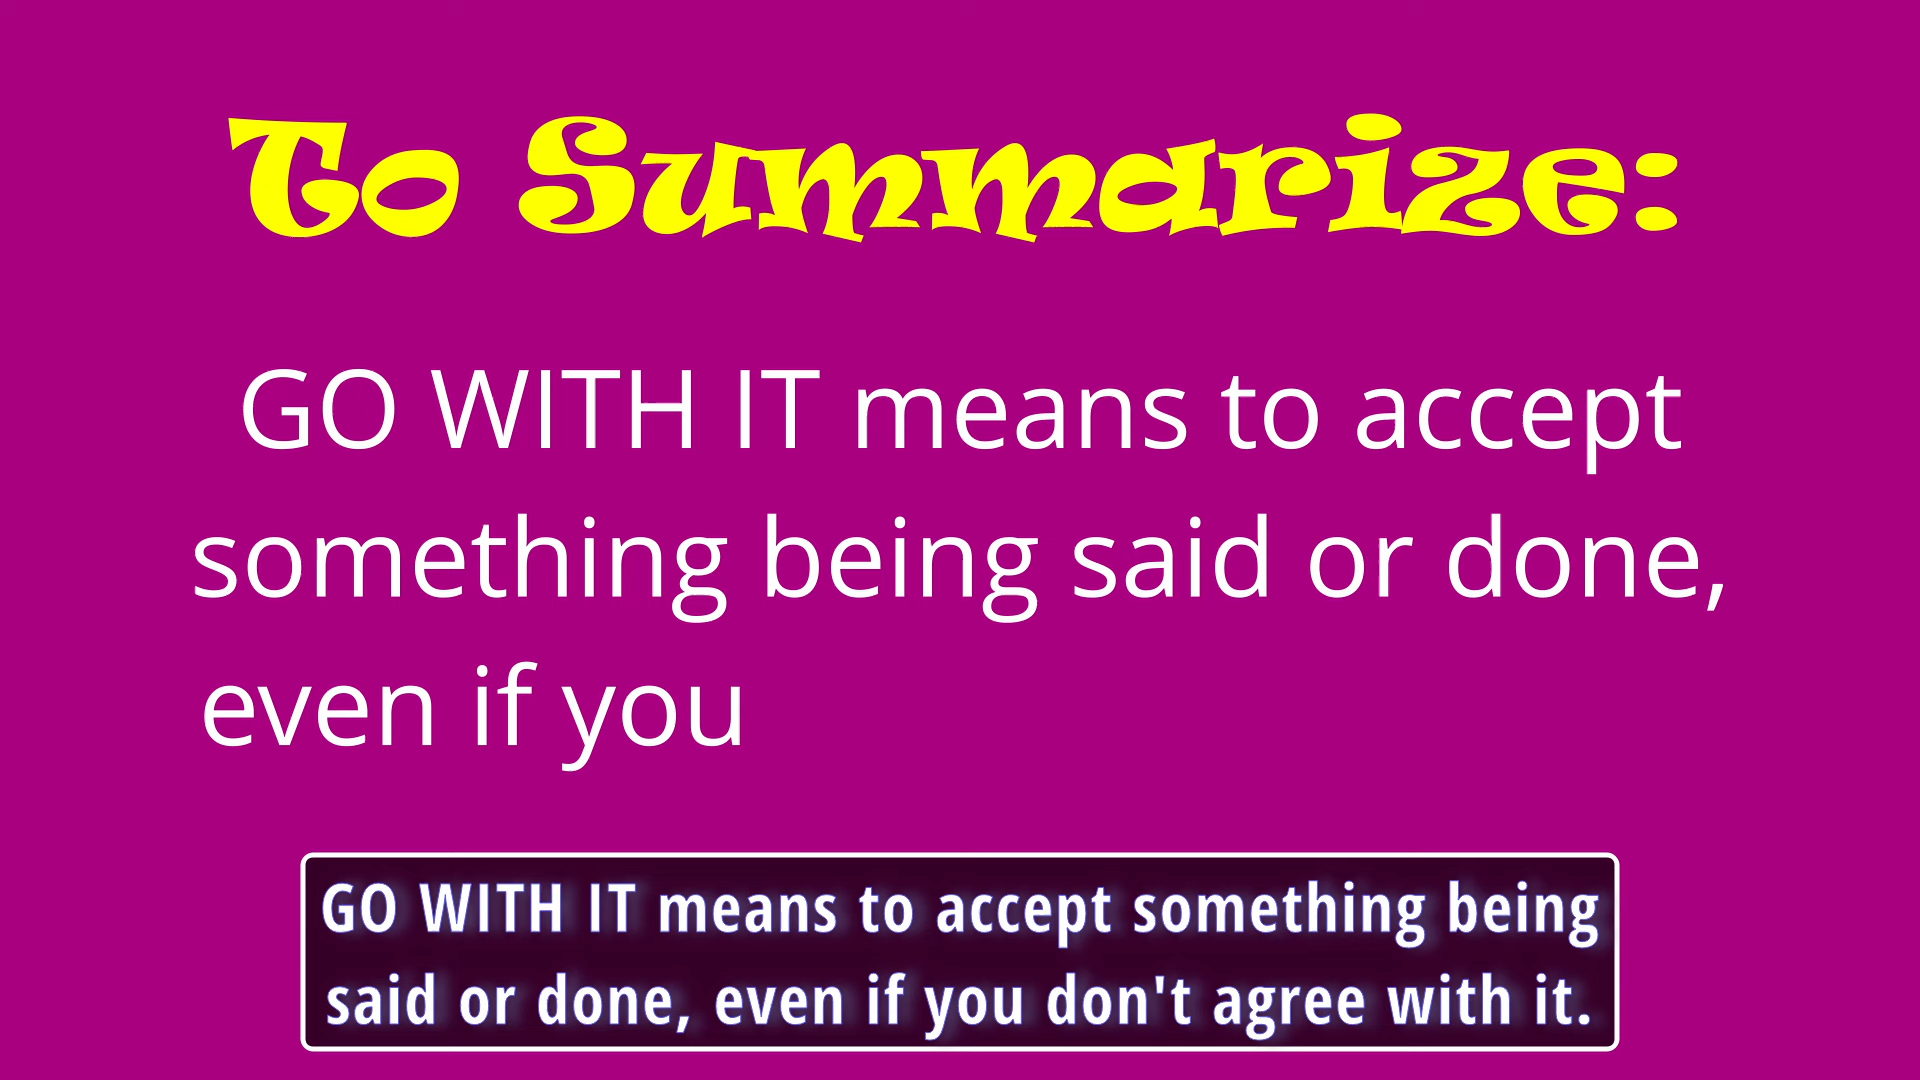 To Summarize:
GO WITH IT means to accept
something being said or done,
even if you
GO WITH IT means to accept something being
said or done, even if you don't agree with it.